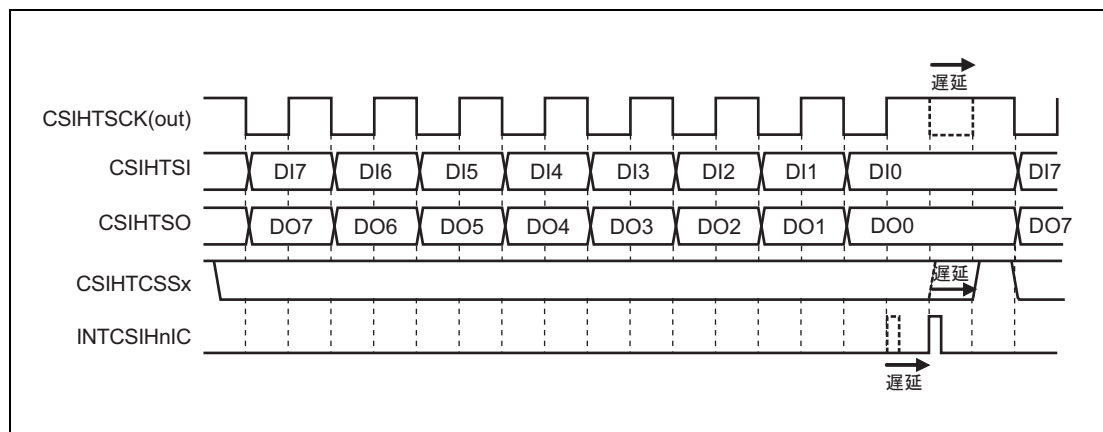 遅延
CSIHTSCK(out)
CSIHTSI DI7 DI6 DI5 DI4 DI3 DI2 DI1 DI0 DI7
CSIHTSO DO7 DO6 DO5 DO4 DO3 DO2 DO1 DO0 DO7
CSIHTCSSx 遅延
INTCSIHnIC
遅延